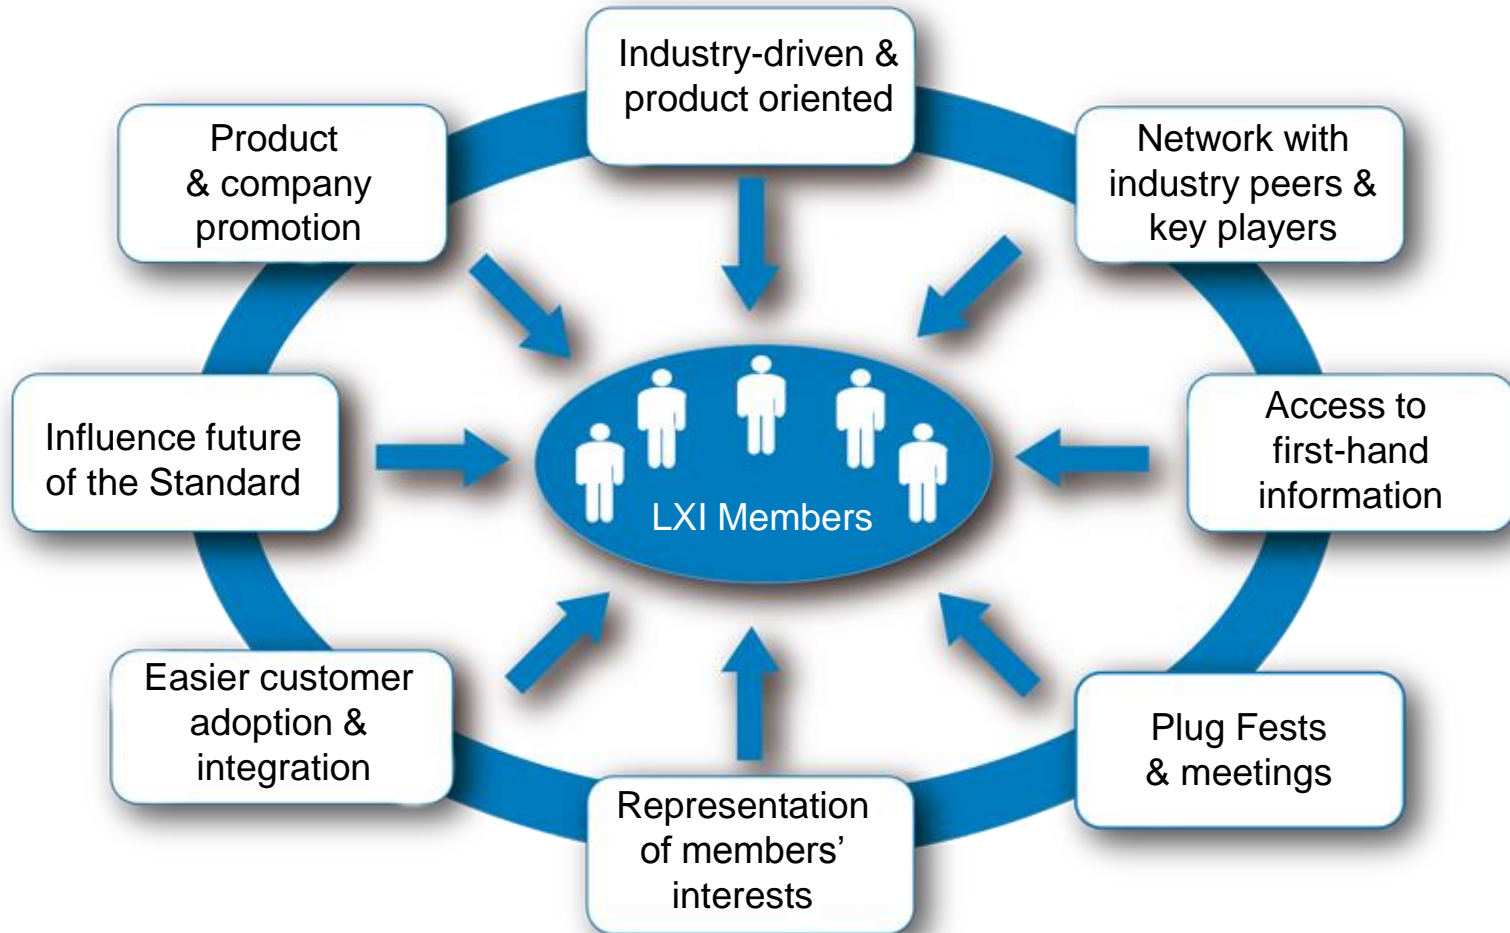 Industry-driven &
product oriented
Product
& company
promotion
Network with
industry peers &
key players
Influence future
of the Standard
LXI Members
Access to
first-hand
information
Easier customer
adoption &
integration
Plug Fests
& meetings
Representation
of members’
interests